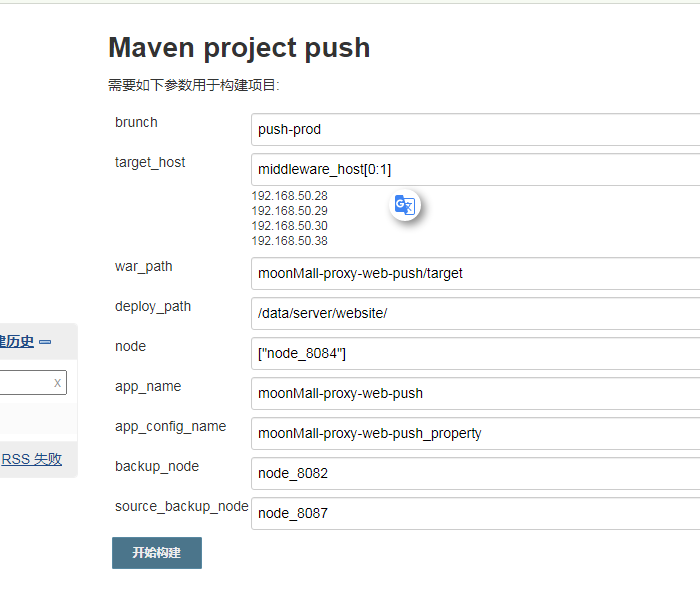 Maven project push
需要如下参数用于构建项目:
brunch
push-prod
target_host
middleware_host[0:1]
192.168.50.28
192.168.50.29
192.168.50.30
192.168.50.38
war_path
moonMall-proxy-web-push/target
deploy_path
/data/server/website/
node
["node_8084"]
app_name
moonMall-proxy-web-push
app_config_name
moonMall-proxy-web-push_property
backup_node
node_8082
source_backup_node
node_8087
开始构建
建历史
x
RSS 失败